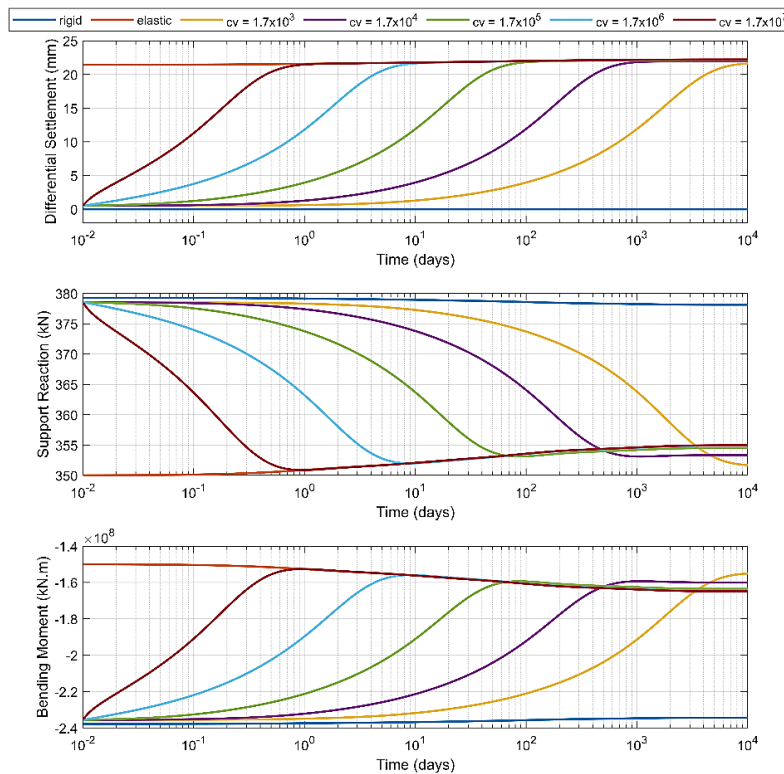 rigid elastic cv = 1.7x10³ cv = 1.7x10⁴ cv = 1.7x10⁵ cv = 1.7x10⁶ cv = 1.7x10
25
20
15
10
5
0
Differential Settlement (mm)
10⁻² 10⁻¹ 10⁰ 10¹ 10² 10³ 10⁴
Time (days)
380
375
370
365
360
355
350
Support Reaction (kN)
10⁻² 10⁻¹ 10⁰ 10¹ 10² 10³ 10⁴
Time (days)
×10⁸
-1.4
-1.6
-1.8
-2
-2.2
-2.4
Bending Moment (kN.m)
10⁻² 10⁻¹ 10⁰ 10¹ 10² 10³ 10⁴
Time (days)